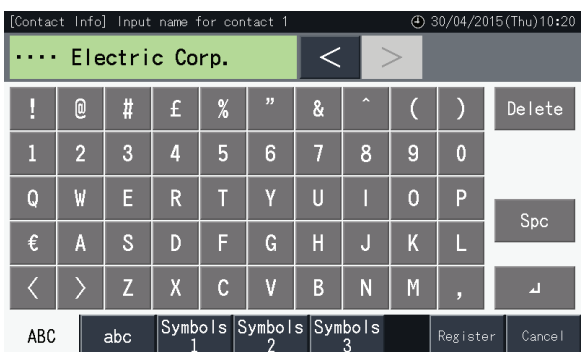 [Contact Info] Input name for contact 1 30/04/2015(Thu)10:20
···· Electric Corp. < >
! @ # £ % ” & ^ ( ) Delete
1 2 3 4 5 6 7 8 9 0
Q W E R T Y U I O P
Spc
€ A S D F G H J K L
< > Z X C V B N M , ↵
ABC abc Symbols 1 Symbols 2 Symbols 3 Register Cancel